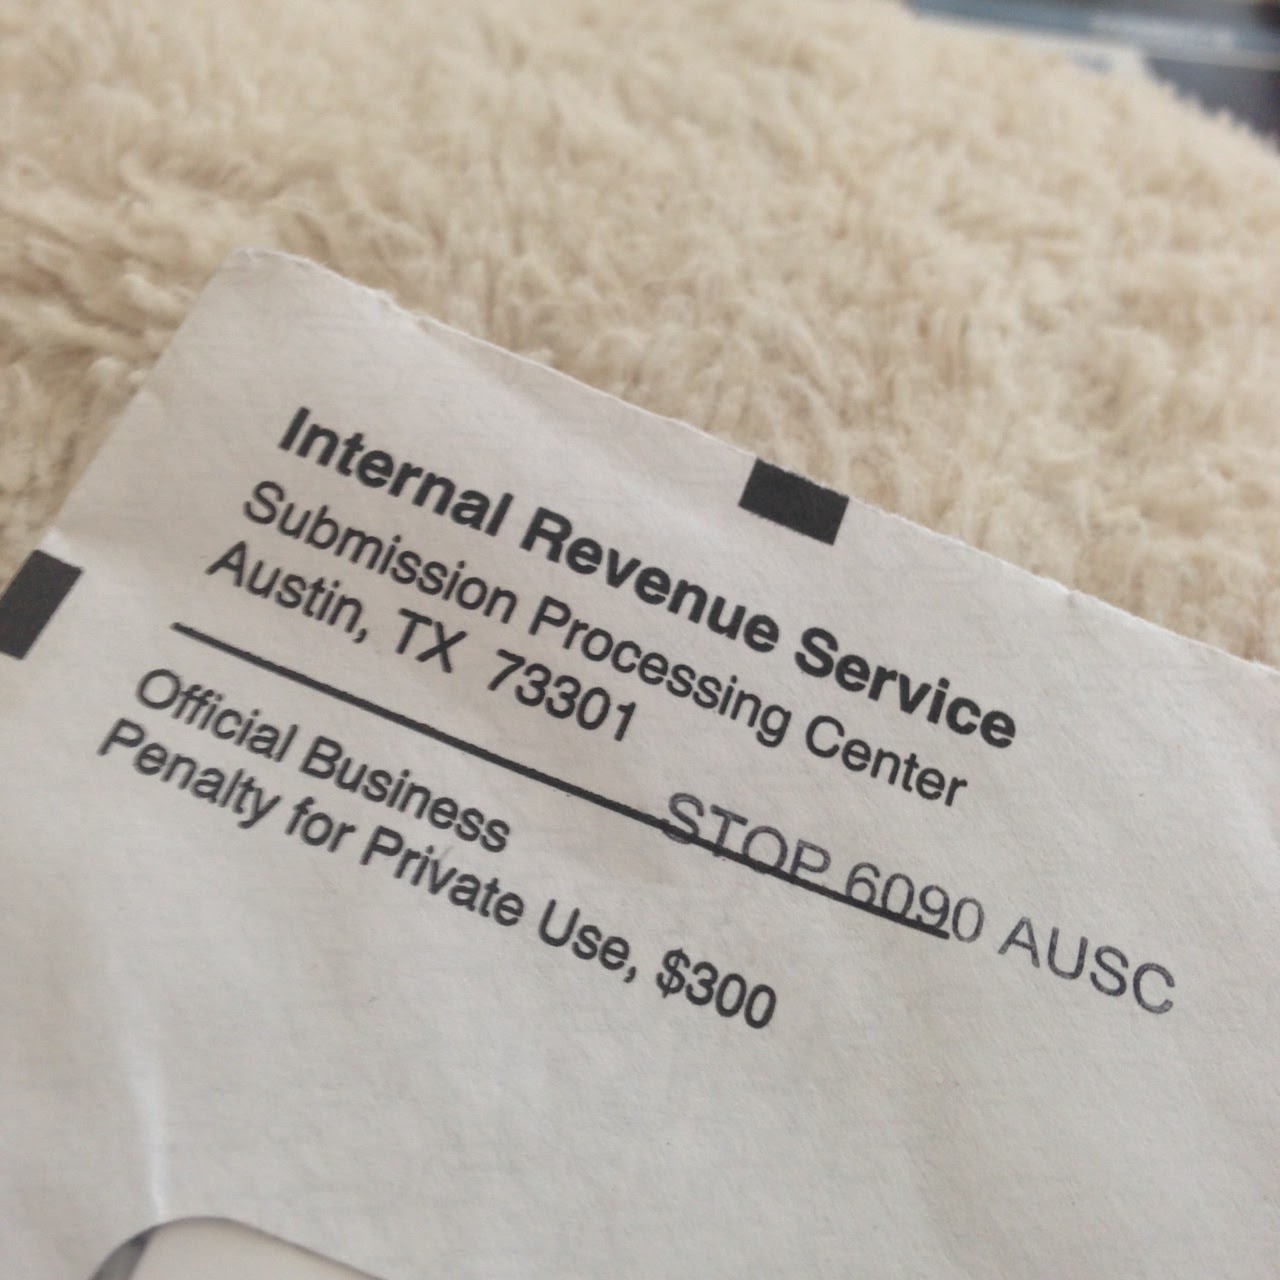 Internal Revenue Service
Submission Processing Center
Austin, TX 73301
STOP 6090 AUSC
Official Business
Penalty for Private Use, $300